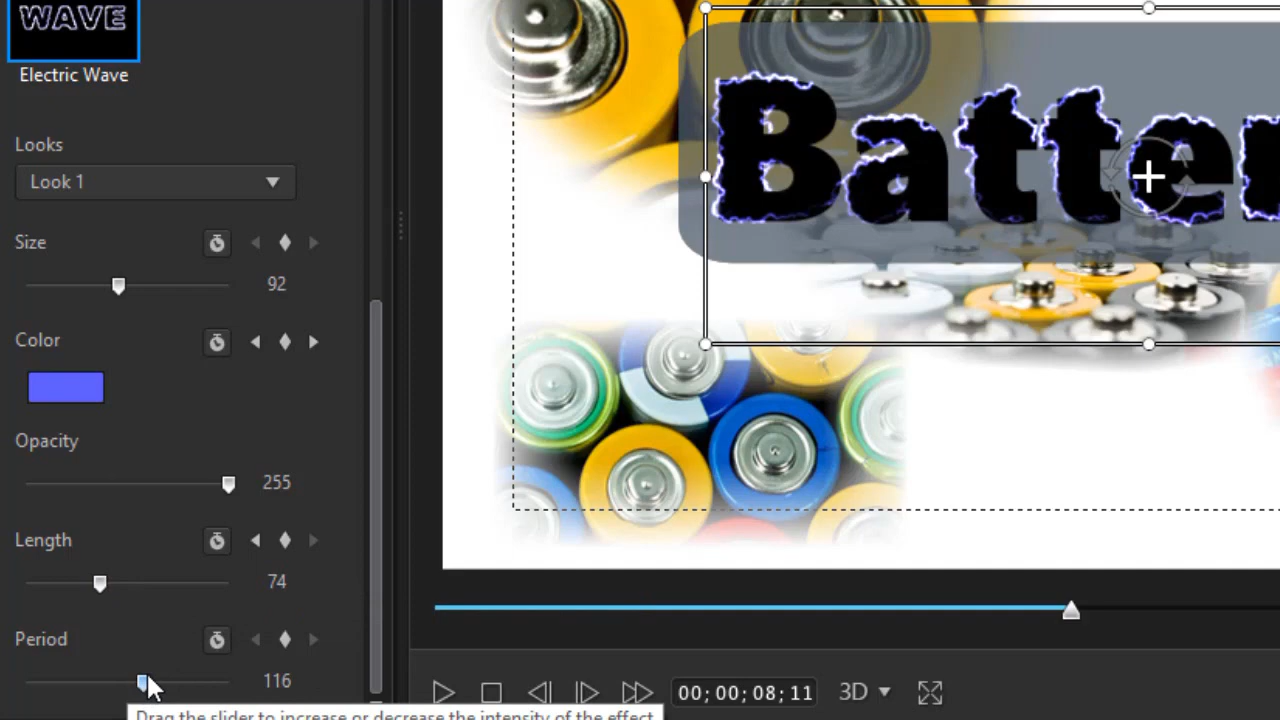 WAVE
Electric Wave
Looks
Look 1
Size
92
Color
Opacity
255
Length
74
Period
116
Drag the slider to increase or decrease the intensity of the effect.
Batter
00;00;08;11
3D